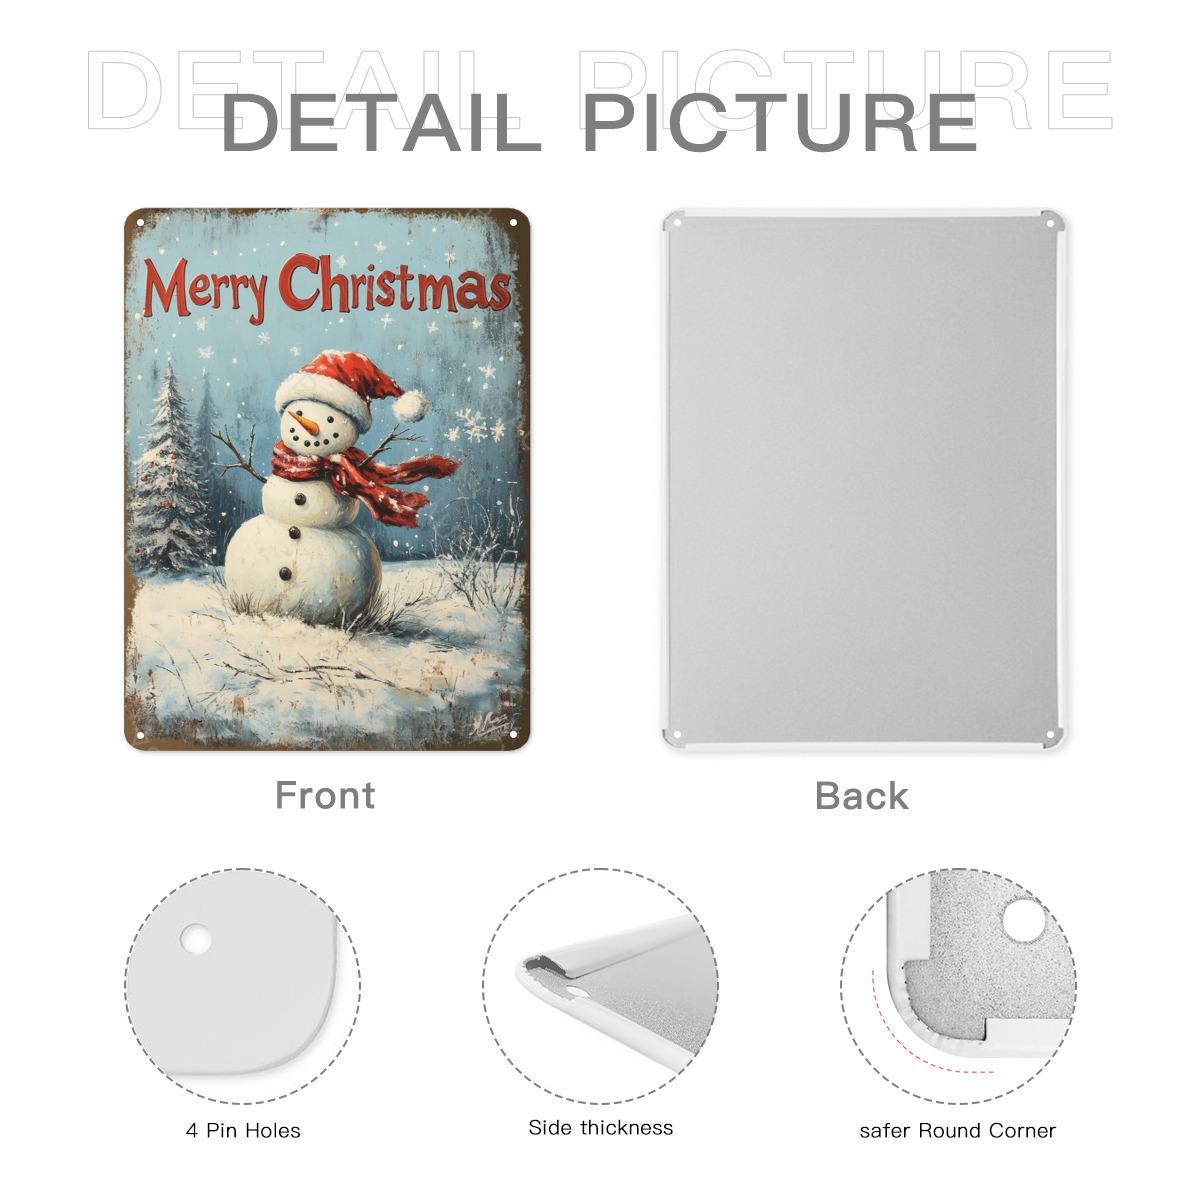 DETAIL PICTURE
DETAIL PICTURE
Merry Christmas
Front
Back
4 Pin Holes
Side thickness
safer Round Corner